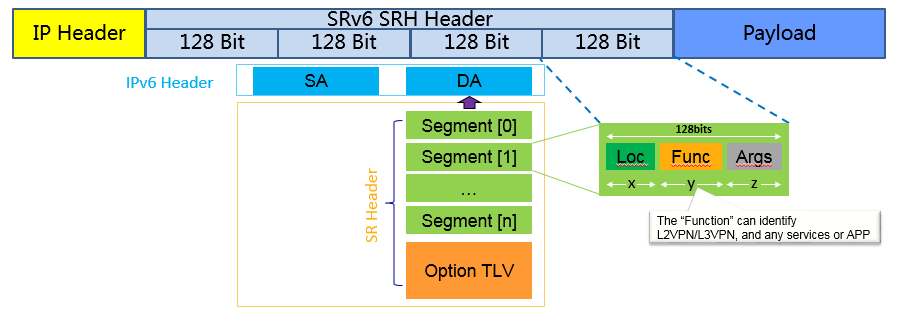 IP Header
SRv6 SRH Header
Payload
128 Bit
128 Bit
128 Bit
128 Bit
IPv6 Header
SA
DA
SR Header
Segment [0]
Segment [1]
...
Segment [n]
Option TLV
128bits
Loc
Func
Args
x
y
z
The “Function” can identify
L2VPN/L3VPN, and any services or APP